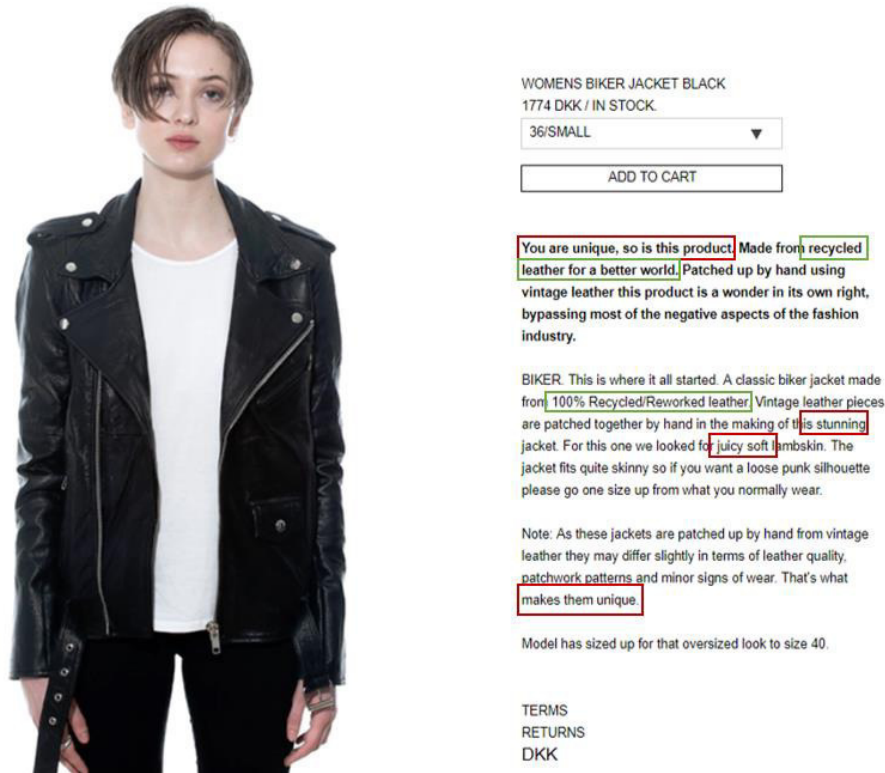 WOMENS BIKER JACKET BLACK
1774 DKK / IN STOCK.
36/SMALL
ADD TO CART
You are unique, so is this product. Made from recycled
leather for a better world. Patched up by hand using
vintage leather this product is a wonder in its own right,
bypassing most of the negative aspects of the fashion
industry.
BIKER. This is where it all started. A classic biker jacket made
from 100% Recycled/Reworked leather. Vintage leather pieces
are patched together by hand in the making of this stunning
jacket. For this one we looked for juicy soft lambskin. The
jacket fits quite skinny so if you want a loose punk silhouette
please go one size up from what you normally wear.
Note: As these jackets are patched up by hand from vintage
leather they may differ slightly in terms of leather quality,
patchwork patterns and minor signs of wear. That's what
makes them unique.
Model has sized up for that oversized look to size 40.
TERMS
RETURNS
DKK